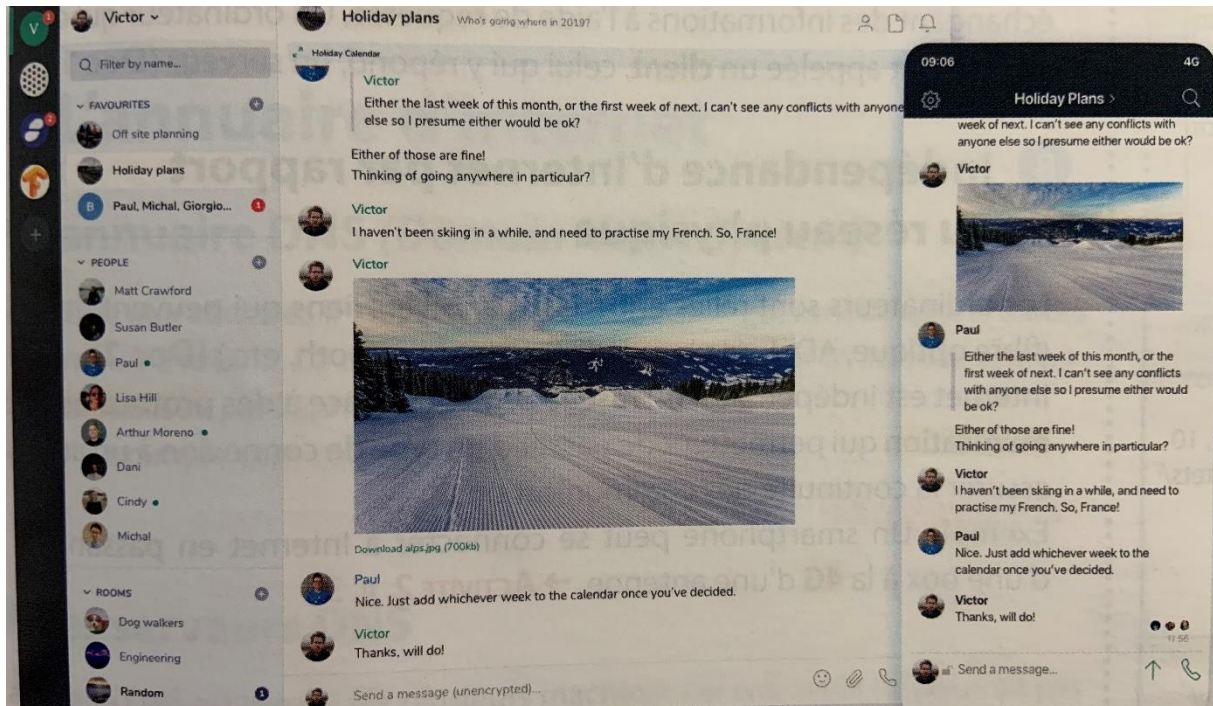 V
Victor
Filter by name...
FAVOURITES
Off site planning
Holiday plans
B
Paul, Michal, Giorgio...
1
PEOPLE
Matt Crawford
Susan Butler
Paul
Lisa Hill
Arthur Moreno
Dani
Cindy
Michal
ROOMS
Dog walkers
Engineering
Random
1
Holiday plans
Who's going where in 2019?
Holiday Calendar
Victor
Either the last week of this month, or the first week of next. I can't see any conflicts with anyone
else so I presume either would be ok?
Either of those are fine!
Thinking of going anywhere in particular?
Victor
I haven't been skiing in a while, and need to practise my French. So, France!
Victor
Download alps.jpg (700kb)
Paul
Nice. Just add whichever week to the calendar once you've decided.
Victor
Thanks, will do!
Send a message (unencrypted)...
09:06
4G
Holiday Plans >
week of next. I can't see any conflicts with
anyone else so I presume either would be ok?
Victor
Paul
Either the last week of this month, or the
first week of next. I can't see any conflicts
with anyone else so I presume either would
be ok?
Either of those are fine!
Thinking of going anywhere in particular?
Victor
I haven't been skiing in a while, and need to
practise my French. So, France!
Paul
Nice. Just add whichever week to the
calendar once you've decided.
Victor
Thanks, will do!
11:56
Send a message...